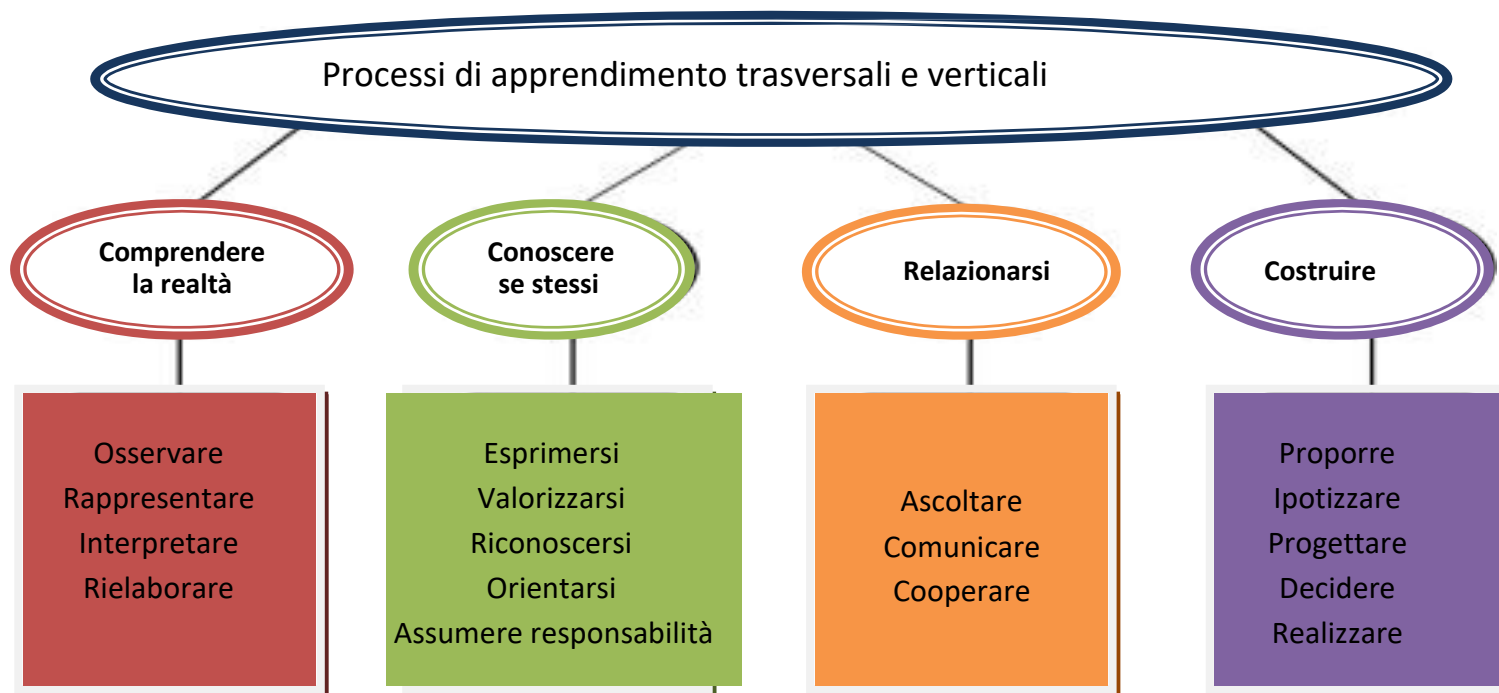 Processi di apprendimento trasversali e verticali
Comprendere
la realtà
Conoscere
se stessi
Relazionarsi
Costruire
Osservare
Rappresentare
Interpretare
Rielaborare
Esprimersi
Valorizzarsi
Riconoscersi
Orientarsi
Assumere responsabilità
Ascoltare
Comunicare
Cooperare
Proporre
Ipotizzare
Progettare
Decidere
Realizzare